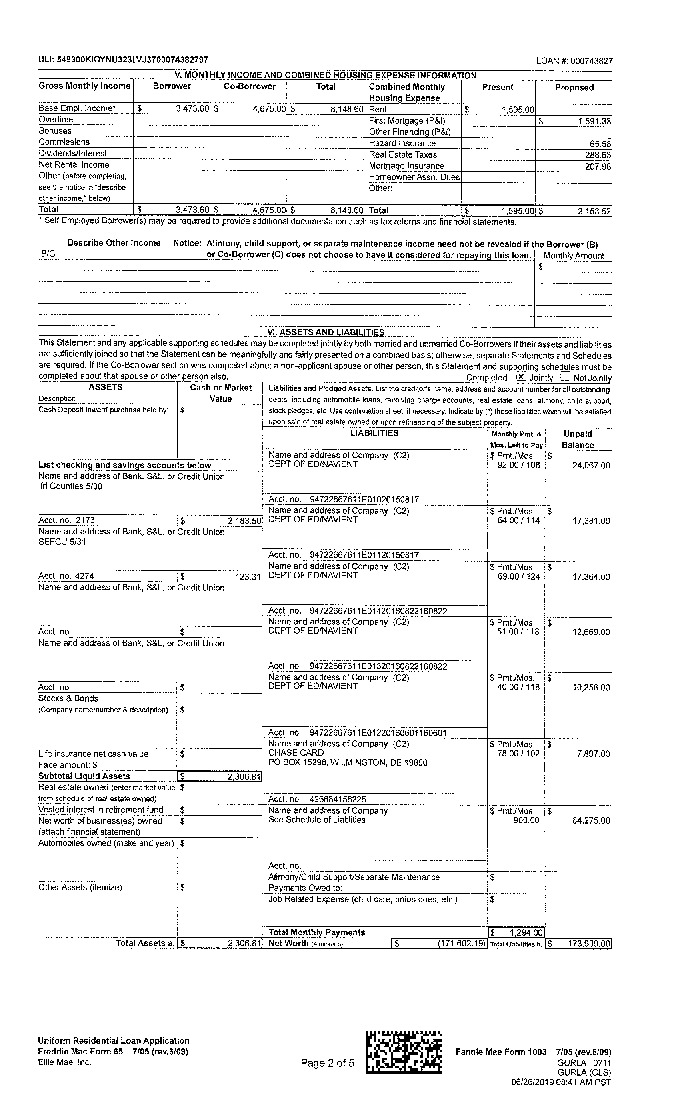 LOAN #: 000743827
V. MONTHLY INCOME AND COMBINED HOUSING EXPENSE INFORMATION
Gross Monthly Income Borrower Co-Borrower Total Combined Monthly Housing Expense Present Proposed
Base Empl. Income* $ 3,473.60 $ 4,675.00 $ 8,148.60 Rent $ 1,595.00
Overtime First Mortgage (P&I) $ 1,591.38
Bonuses Other Financing (P&I)
Commissions Hazard Insurance
Dividends/Interest Real Estate Taxes
Net Rental Income Mortgage Insurance
Other (before completing, Homeowner Assn. Dues
see the notice in "describe Other:
other income," below)
Total $ 3,473.60 $ 4,675.00 $ 8,148.60 Total $ 1,595.00 $ 2,153.52
* Self Employed Borrower(s) may be required to provide additional documentation such as tax returns and financial statements.
Describe Other Income Notice: Alimony, child support, or separate maintenance income need not be revealed if the Borrower (B)
B/C or Co-Borrower (C) does not choose to have it considered for repaying this loan. Monthly Amount
$
VI. ASSETS AND LIABILITIES
This Statement and any applicable supporting schedules may be completed jointly by both married and unmarried Co-Borrowers if their assets and liabilities
are sufficiently joined so that the Statement can be meaningfully and fairly presented on a combined basis; otherwise, separate Statements and Schedules
are required. If the Co-Borrower section was completed about a non-applicant spouse or other person, this Statement and supporting schedules must be
completed about that spouse or other person also.
Completed X Jointly Not Jointly
ASSETS Cash or Market Value
Description
Cash Deposit toward purchase held by: $
Liabilities and Pledged Assets. List the creditor's name, address and account number for all outstanding
debts, including automobile loans, revolving charge accounts, real estate loans, alimony, child support,
stock pledges, etc. Use continuation sheet, if necessary. Indicate by (*) those liabilities which will be satisfied
upon sale of real estate owned or upon refinancing of the subject property.
LIABILITIES Monthly Pmt. & Mos. Left to Pay Unpaid Balance
List checking and savings accounts below
Name and address of Bank, S&L, or Credit Union
Tri Counties 5/30
Acct. no. 2173 $ 2,183.50
Name and address of Bank, S&L, or Credit Union
SEFCU 5/31
Acct. no. 4274 $ 123.31
Name and address of Bank, S&L, or Credit Union
Acct. no. $
Name and address of Bank, S&L, or Credit Union
Acct. no. $
Stocks & Bonds
(Company name/number & description) $
Life insurance net cash value $
Face amount: $
Subtotal Liquid Assets $ 2,306.81
Real estate owned (enter market value $
from schedule of real estate owned)
Vested interest in retirement fund $
Net worth of business(es) owned $
(attach financial statement)
Automobiles owned (make and year) $
Other Assets (itemize) $
Total Assets a. $ 2,306.81
Name and address of Company (C2) $ Pmt./Mos. $
DEPT OF ED/NAVIENT 92.00 / 106 24,037.00
Acct. no.
Name and address of Company (C2) $ Pmt./Mos. $
DEPT OF ED/NAVIENT 64.00 / 114
Acct. no.
Name and address of Company (C2) $ Pmt./Mos. $
DEPT OF ED/NAVIENT 69.00 / 124 17,364.00
Acct. no.
Name and address of Company (C2) $ Pmt./Mos. $
DEPT OF ED/NAVIENT 51.00 / 118 12,669.00
Acct. no.
Name and address of Company (C2) $ Pmt./Mos. $
DEPT OF ED/NAVIENT 40.00 / 118 10,256.00
Acct. no.
Name and address of Company (C2) $ Pmt./Mos. $
CHASE CARD 78.00 / 102 7,897.00
PO BOX 15298, WILMINGTON, DE 19850
Acct. no.
Name and address of Company $ Pmt./Mos. $
See Schedule of Liabilities 900.00 84,275.00
Acct. no.
Alimony/Child Support/Separate Maintenance $
Payments Owed to:
Job Related Expense (child care, union dues, etc.) $
Total Monthly Payments $ 1,294.00
Net Worth $ (171,602.19) Total Liabilities b. $ 173,909.00
Uniform Residential Loan Application
Freddie Mac Form 65 7/05 (rev.6/09)
Ellie Mae, Inc.
Page 2 of 5
Fannie Mae Form 1003 7/05 (rev.6/09)
GURLA 0711
GURLA (CLS)
06/26/2019 08:41 AM PST